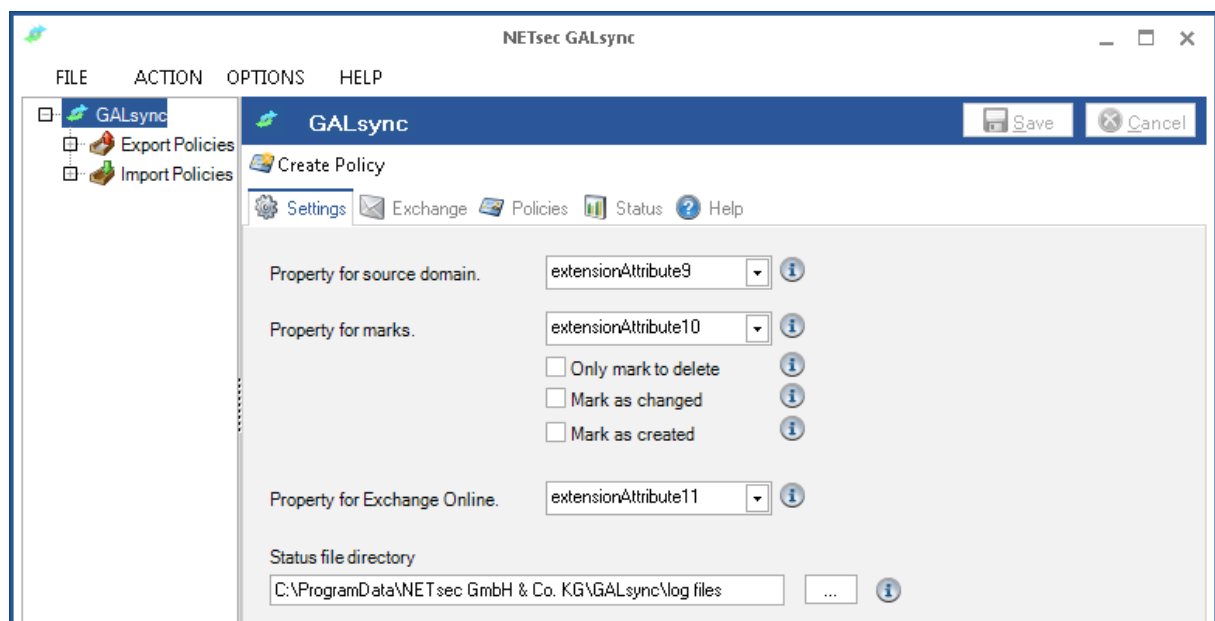 NETsec GALsync
FILE ACTION OPTIONS HELP
GALsync
Export Policies
Import Policies
GALsync
Save Cancel
Create Policy
Settings Exchange Policies Status Help
Property for source domain. extensionAttribute9
Property for marks. extensionAttribute10
Only mark to delete
Mark as changed
Mark as created
Property for Exchange Online. extensionAttribute11
Status file directory
C:\ProgramData\NETsec GmbH & Co. KG\GALsync\log files ...